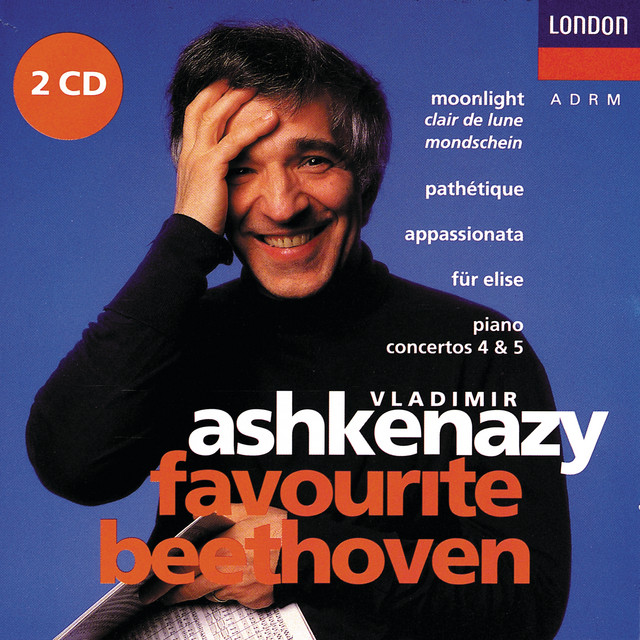 2 CD
LONDON
ADRM
moonlight
clair de lune
mondschein
pathétique
appassionata
für elise
piano
concertos 4 & 5
VLADIMIR
ashkenazy
favourite
beethoven